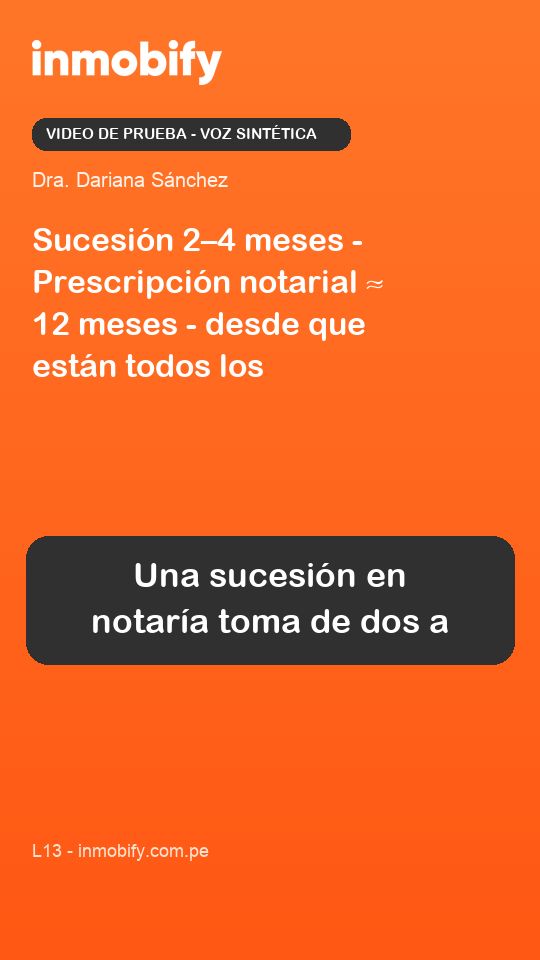 inmobify
VIDEO DE PRUEBA - VOZ SINTÉTICA
Dra. Dariana Sánchez
Sucesión 2–4 meses -
Prescripción notarial ≈
12 meses - desde que
están todos los
Una sucesión en
notaría toma de dos a
L13 - inmobify.com.pe